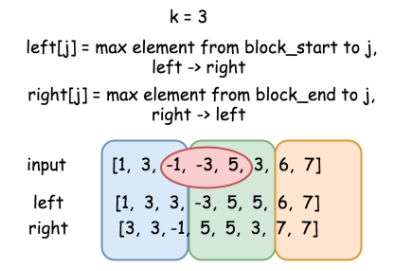 k = 3
left[j] = max element from block_start to j,
left -> right
right[j] = max element from block_end to j,
right -> left
input [1, 3, -1, -3, 5, 3, 6, 7]
left [1, 3, 3, -3, 5, 5, 6, 7]
right [3, 3, -1, 5, 5, 3, 7, 7]